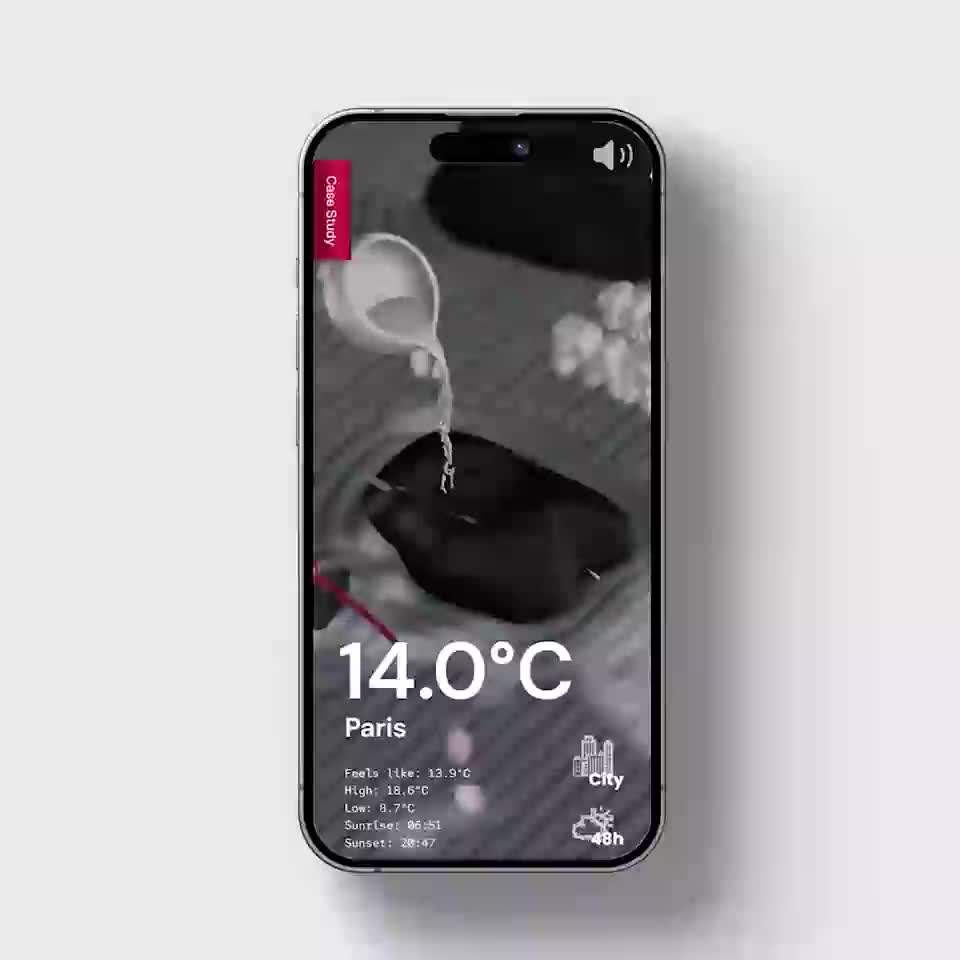 Case Study
14.0°C
Paris
Feels like: 13.9°C
High: 18.6°C
Low: 8.7°C
Sunrise: 06:51
Sunset: 20:47
City
48h